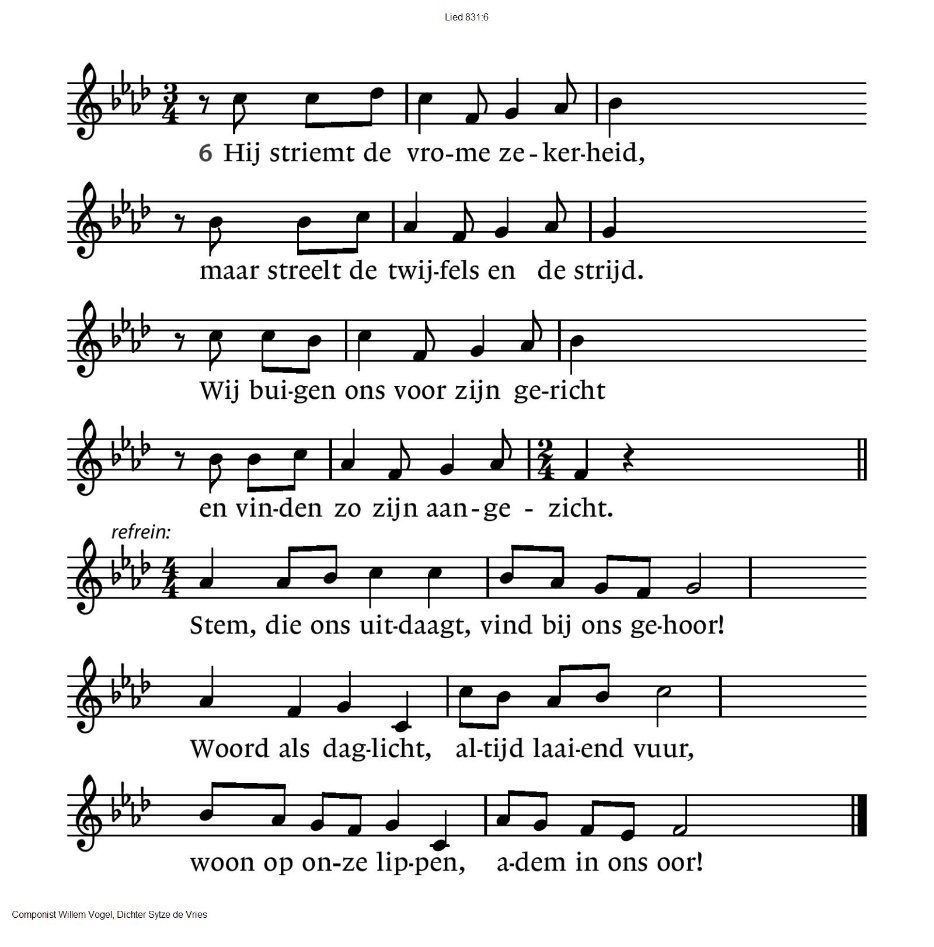 Lied 831:6
6 Hij striemt de vro-me ze-ker-heid,
maar streelt de twij-fels en de strijd.
Wij bui-gen ons voor zijn ge-richt
en vin-den zo zijn aan-ge-zicht.
refrein:
Stem, die ons uit-daagt, vind bij ons ge-hoor!
Woord als dag-licht, al-tijd laai-end vuur,
woon op on-ze lip-pen, a-dem in ons oor!
Componist Willem Vogel, Dichter Sytze de Vries